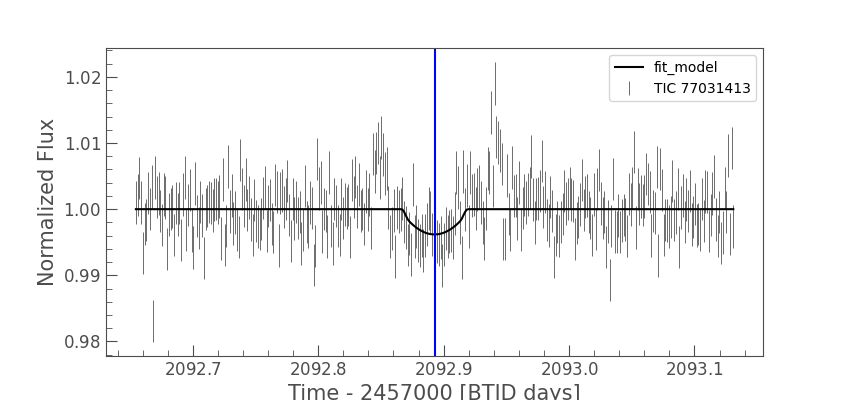 1.02
1.01
1.00
0.99
0.98
Normalized Flux
fit_model
TIC 77031413
2092.7 2092.8 2092.9 2093.0 2093.1
Time - 2457000 [BTJD days]